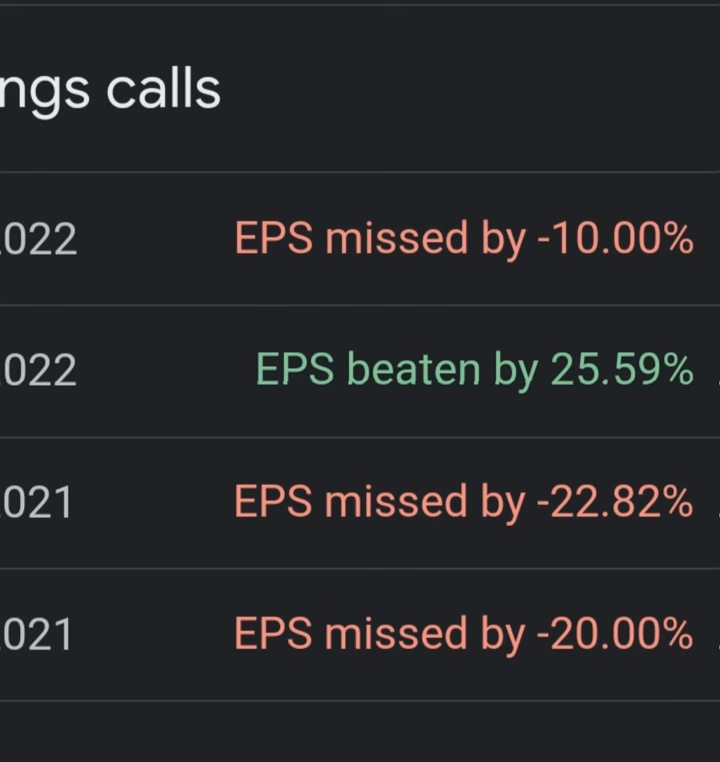 ngs calls
022
EPS missed by -10.00%
022
EPS beaten by 25.59%
021
EPS missed by -22.82%
021
EPS missed by -20.00%